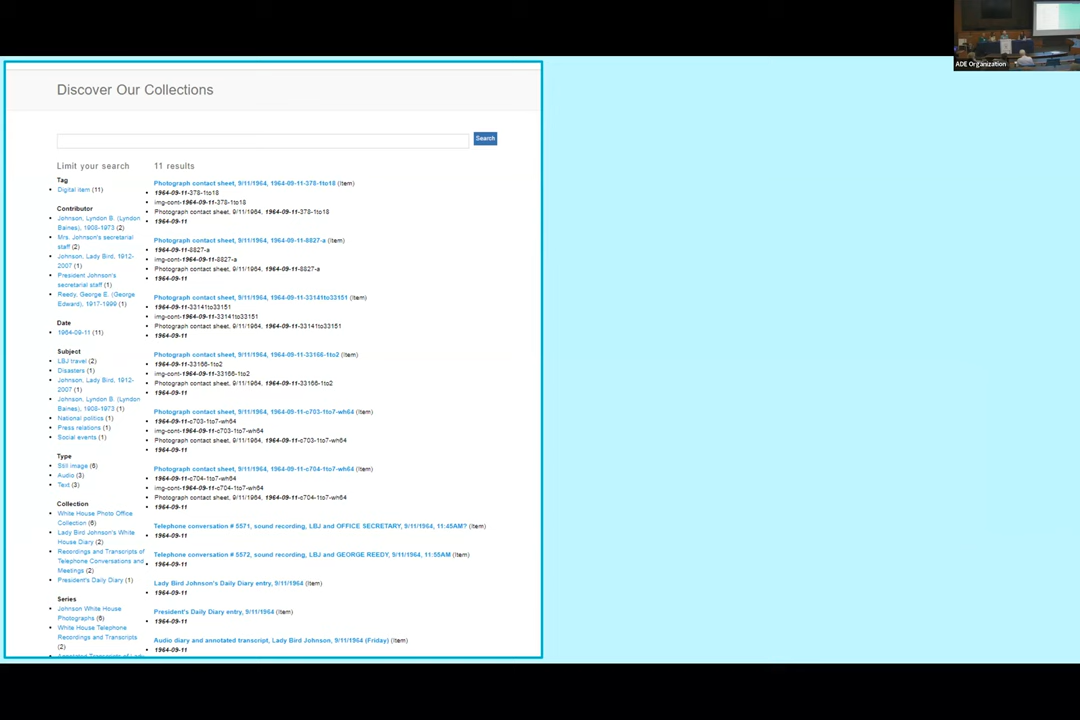 ADE Organization
Discover Our Collections
Search
Limit your search
Tag
Digital item (11)
Contributor
Johnson, Lyndon B. (Lyndon
Baines), 1908-1973 (2)
Mrs. Johnson's secretarial
staff (2)
Johnson, Lady Bird, 1912-
2007 (1)
President Johnson's
secretarial staff (1)
Reedy, George E. (George
Edward), 1917-1999 (1)
Date
1964-09-11 (11)
Subject
LBJ travel (2)
Disasters (1)
Johnson, Lady Bird, 1912-
2007 (1)
Johnson, Lyndon B. (Lyndon
Baines), 1908-1973 (1)
National politics (1)
Press relations (1)
Social events (1)
Type
Still image (6)
Audio (3)
Text (3)
Collection
White House Photo Office
Collection (6)
Lady Bird Johnson's White
House Diary (2)
Recordings and Transcripts of
Telephone Conversations and
Meetings (2)
President's Daily Diary (1)
Series
Johnson White House
Photographs (6)
White House Telephone
Recordings and Transcripts
(2)
Annotated Transcripts of Lady
11 results
Photograph contact sheet, 9/11/1964, 1964-09-11-378-1to18 (Item)
1964-09-11-378-1to18
img-cont-1964-09-11-378-1to18
Photograph contact sheet, 9/11/1964, 1964-09-11-378-1to18
1964-09-11
Photograph contact sheet, 9/11/1964, 1964-09-11-8827-a (Item)
1964-09-11-8827-a
img-cont-1964-09-11-8827-a
Photograph contact sheet, 9/11/1964, 1964-09-11-8827-a
1964-09-11
Photograph contact sheet, 9/11/1964, 1964-09-11-33141to33151 (Item)
1964-09-11-33141to33151
img-cont-1964-09-11-33141to33151
Photograph contact sheet, 9/11/1964, 1964-09-11-33141to33151
1964-09-11
Photograph contact sheet, 9/11/1964, 1964-09-11-33166-1to2 (Item)
1964-09-11-33166-1to2
img-cont-1964-09-11-33166-1to2
Photograph contact sheet, 9/11/1964, 1964-09-11-33166-1to2
1964-09-11
Photograph contact sheet, 9/11/1964, 1964-09-11-c703-1to7-wh64 (Item)
1964-09-11-c703-1to7-wh64
img-cont-1964-09-11-c703-1to7-wh64
Photograph contact sheet, 9/11/1964, 1964-09-11-c703-1to7-wh64
1964-09-11
Photograph contact sheet, 9/11/1964, 1964-09-11-c704-1to7-wh64 (Item)
1964-09-11-c704-1to7-wh64
img-cont-1964-09-11-c704-1to7-wh64
Photograph contact sheet, 9/11/1964, 1964-09-11-c704-1to7-wh64
1964-09-11
Telephone conversation # 5571, sound recording, LBJ and OFFICE SECRETARY, 9/11/1964, 11:45AM? (Item)
1964-09-11
Telephone conversation # 5572, sound recording, LBJ and GEORGE REEDY, 9/11/1964, 11:55AM (Item)
1964-09-11
Lady Bird Johnson's Daily Diary entry, 9/11/1964 (Item)
1964-09-11
President's Daily Diary entry, 9/11/1964 (Item)
1964-09-11
Audio diary and annotated transcript, Lady Bird Johnson, 9/11/1964 (Friday) (Item)
1964-09-11